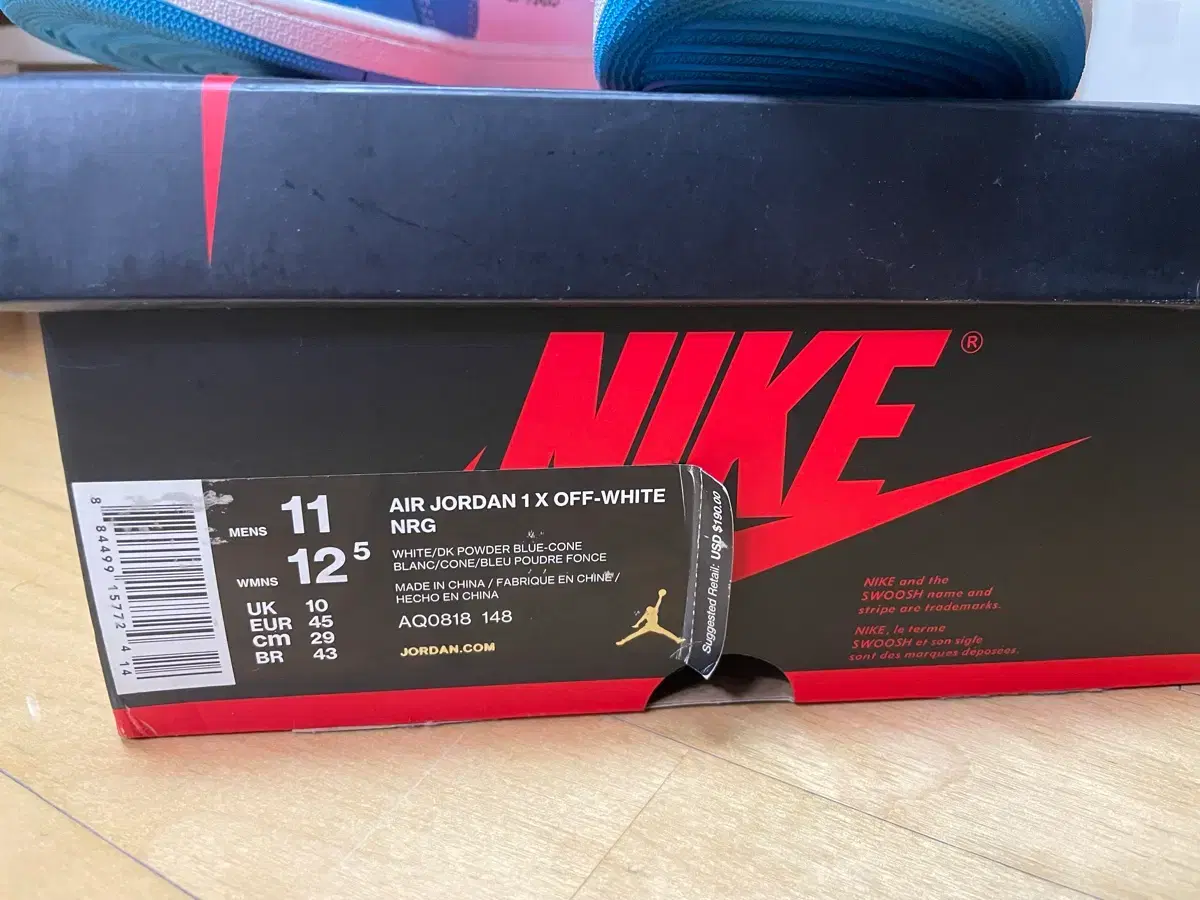 NIKE ®
8 84499 15772 4 14
MENS 11
WMNS 12 5
UK 10
EUR 45
cm 29
BR 43
AIR JORDAN 1 X OFF-WHITE
NRG
WHITE/DK POWDER BLUE-CONE
BLANC/CONE/BLEU POUDRE FONCE
MADE IN CHINA / FABRIQUE EN CHINE /
HECHO EN CHINA
AQ0818 148
JORDAN.COM
Suggested Retail: USD $190.00
NIKE and the
SWOOSH name and
stripe are trademarks.
NIKE, le terme
SWOOSH et son sigle
sont des marques déposées.